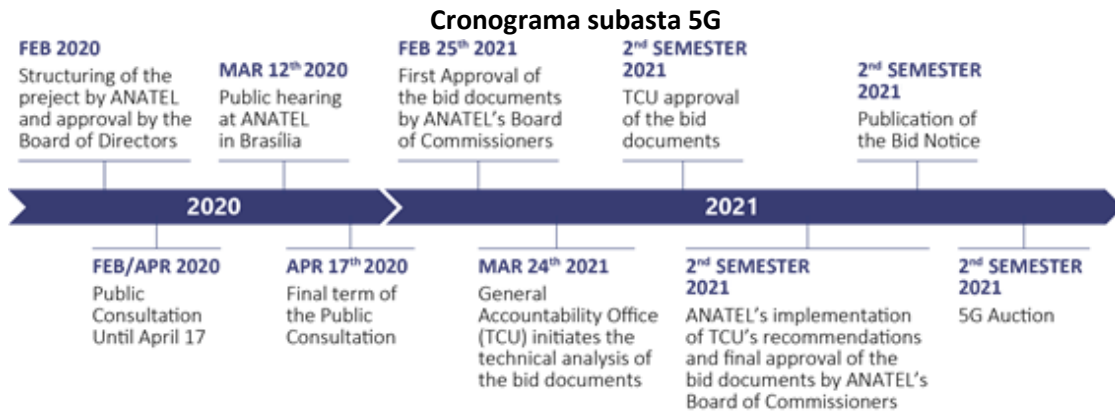 Cronograma subasta 5G
FEB 2020
Structuring of the
preject by ANATEL
and approval by the
Board of Directors
MAR 12th 2020
Public hearing
at ANATEL
in Brasília
FEB 25th 2021
First Approval of
the bid documents
by ANATEL's Board
of Commissioners
2nd SEMESTER
2021
TCU approval
of the bid
documents
2nd SEMESTER
2021
Publication of
the Bid Notice
2020
2021
FEB/APR 2020
Public
Consultation
Until April 17
APR 17th 2020
Final term of
the Public
Consultation
MAR 24th 2021
General
Accountability Office
(TCU) initiates the
technical analysis of
the bid documents
2nd SEMESTER
2021
ANATEL's implementation
of TCU's recommendations
and final approval of the
bid documents by ANATEL's
Board of Commissioners
2nd SEMESTER
2021
5G Auction